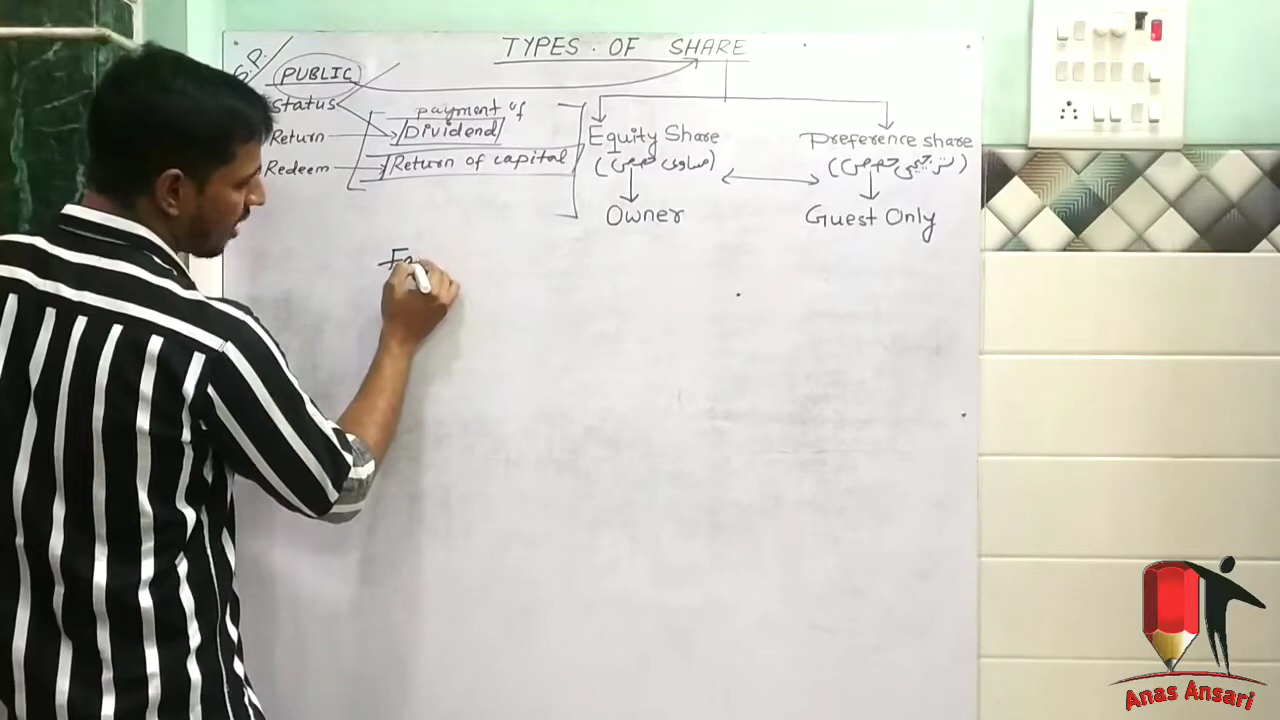 TYPES OF SHARE
G.P.
PUBLIC
Status
Return
Redeem
payment of
Dividend
Return of capital
Equity Share
(مساوی حصص)
Owner
Preference share
(ترجیحی حصص)
Guest Only
Anas Ansari